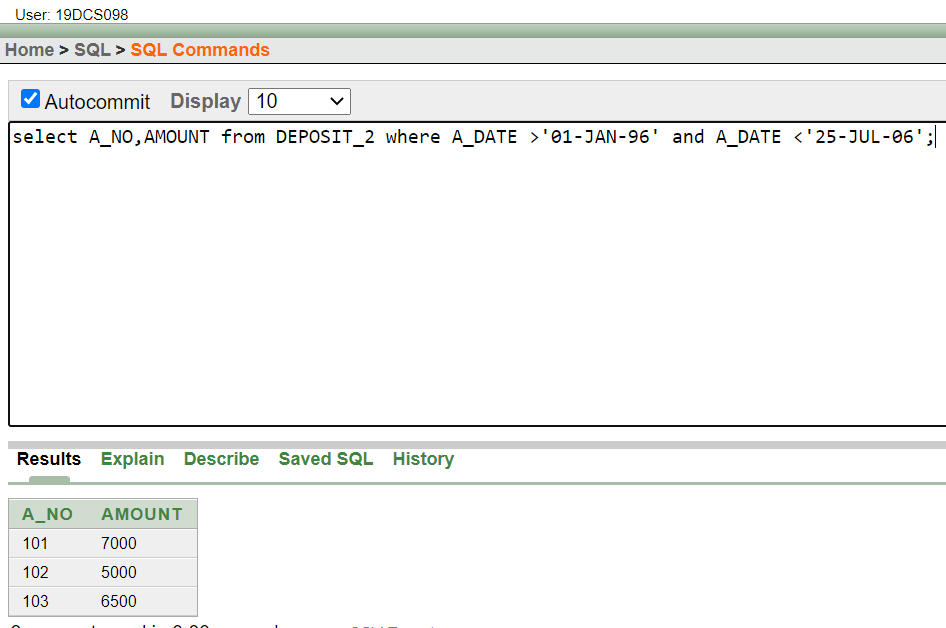 User: 19DCS098
Home > SQL > SQL Commands
Autocommit Display 10
select A_NO,AMOUNT from DEPOSIT_2 where A_DATE >'01-JAN-96' and A_DATE <'25-JUL-06';
Results Explain Describe Saved SQL History
A_NO AMOUNT
101 7000
102 5000
103 6500